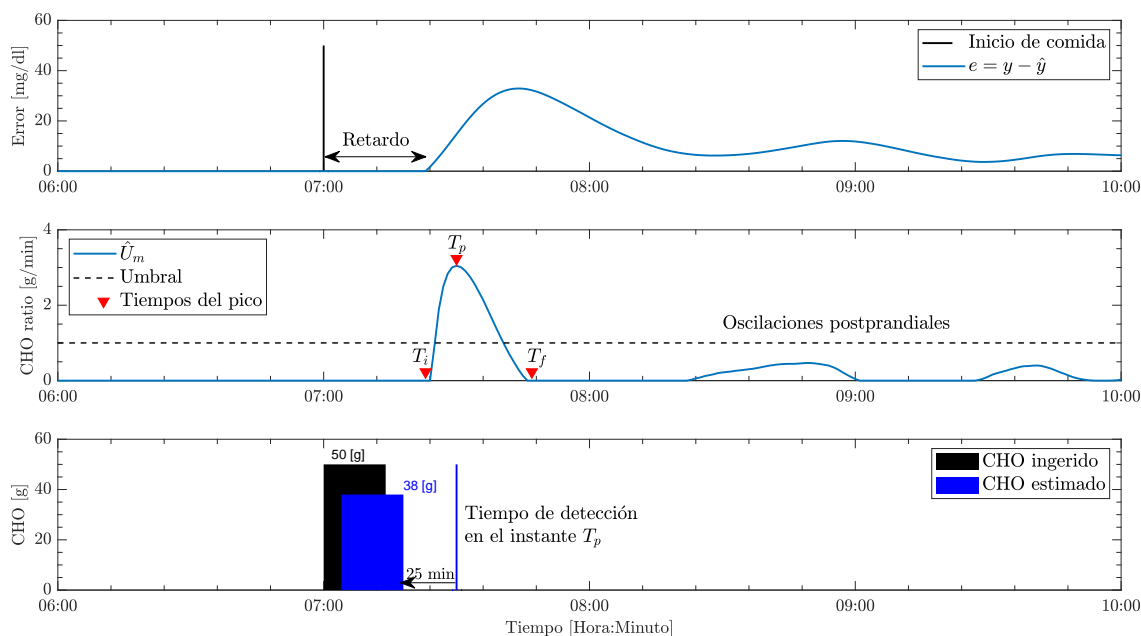 Error [mg/dl]
60
40
20
0
Inicio de comida
e = y − ŷ
Retardo
06:00 07:00 08:00 09:00 10:00
CHO ratio [g/min]
4
2
0
Û_m
Umbral
Tiempos del pico
T_p
T_i
T_f
Oscilaciones postprandiales
06:00 07:00 08:00 09:00 10:00
CHO [g]
60
40
20
0
50 [g]
38 [g]
CHO ingerido
CHO estimado
Tiempo de detección
en el instante T_p
25 min
06:00 07:00 08:00 09:00 10:00
Tiempo [Hora:Minuto]